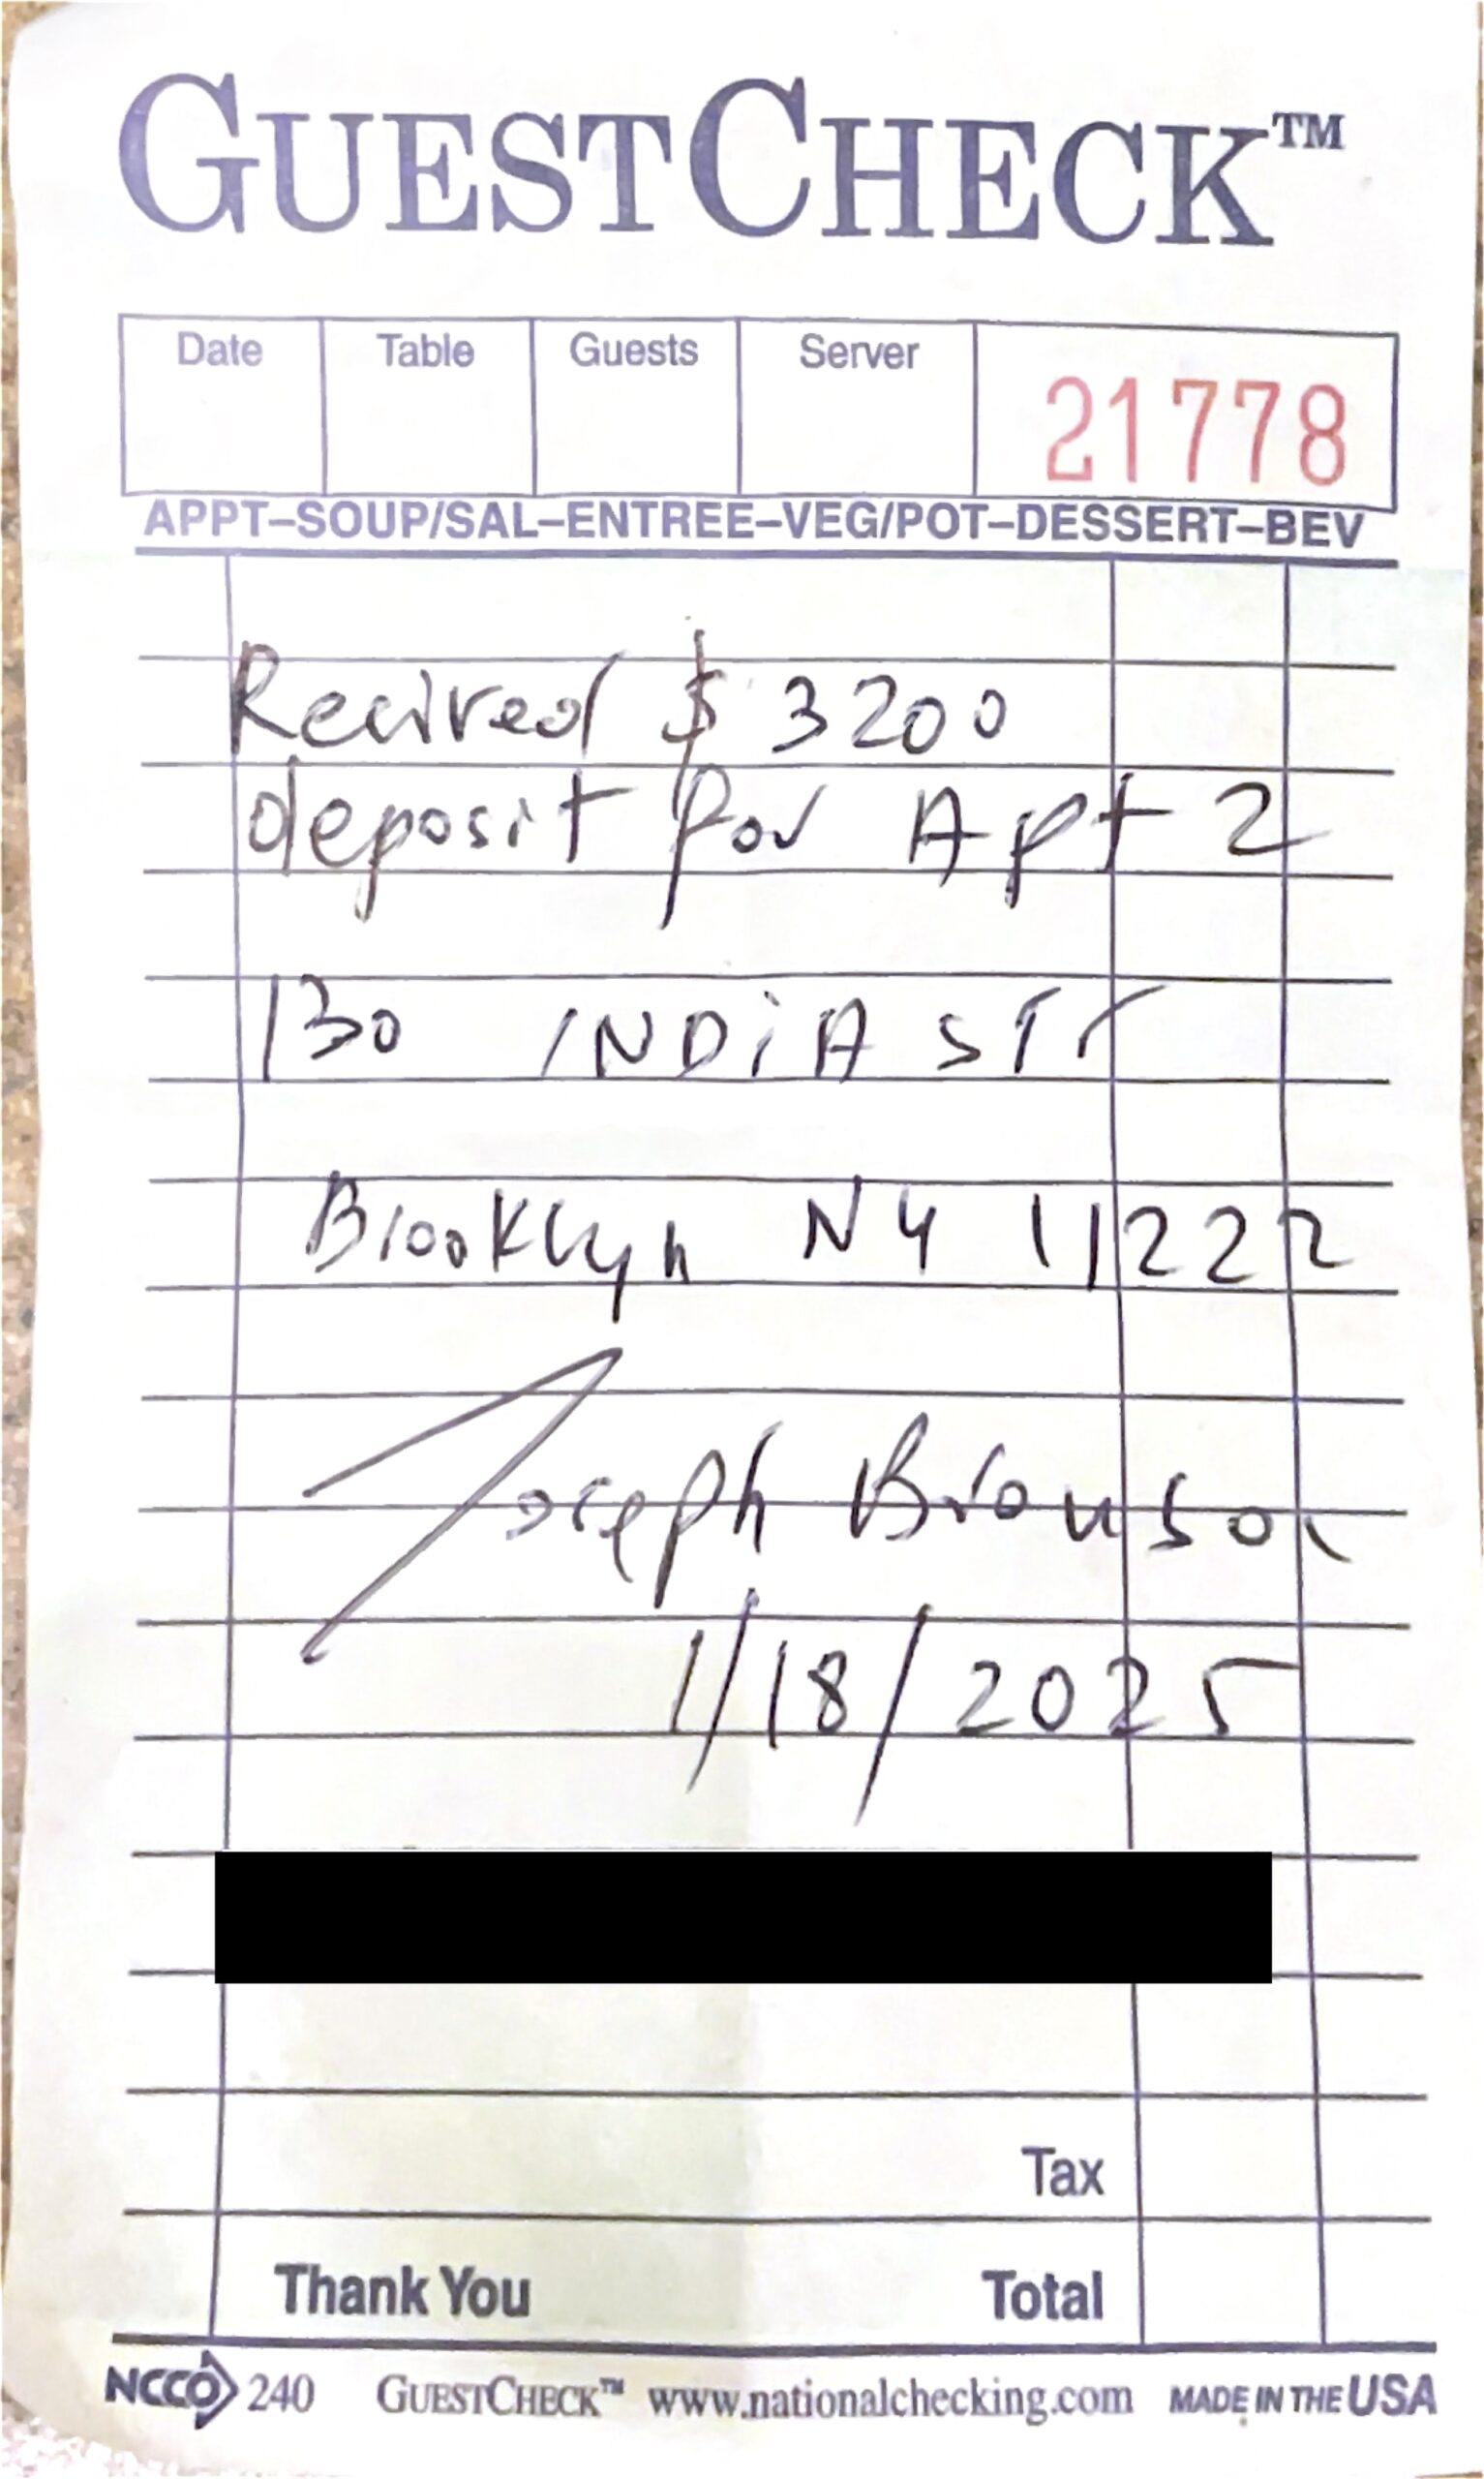 GUESTCHECK™
Date Table Guests Server
21778
APPT–SOUP/SAL–ENTREE–VEG/POT–DESSERT–BEV
Recived $ 3200
deposit for Apt 2
130 INDiA STr
Brooklyn NY 11222
Joseph Bronson
1/18/2025
Tax
Thank You Total
NCCO 240 GUESTCHECK™ www.nationalchecking.com MADE IN THE USA